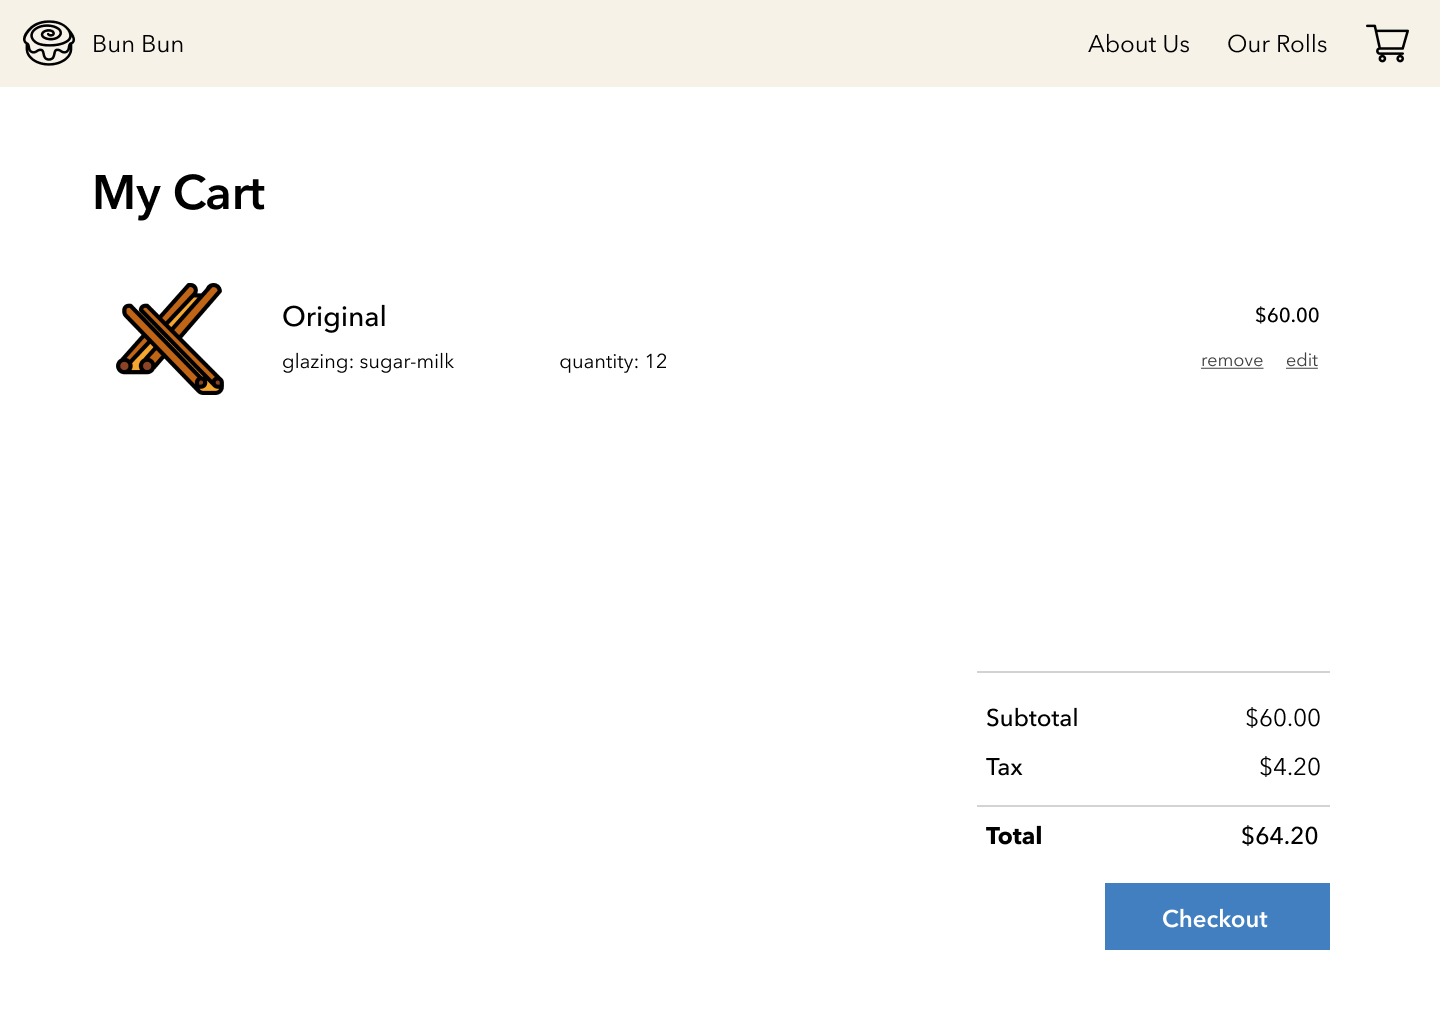 Bun Bun
About Us
Our Rolls
My Cart
Original
$60.00
glazing: sugar-milk
quantity: 12
remove
edit
Subtotal
$60.00
Tax
$4.20
Total
$64.20
Checkout